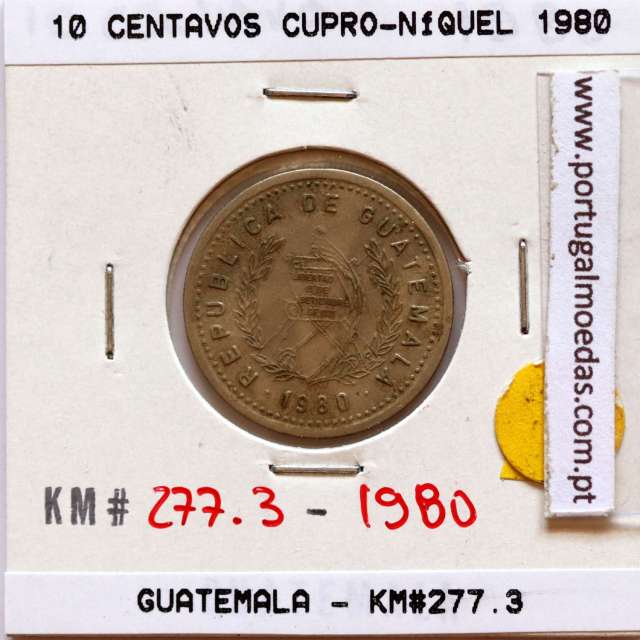 10 CENTAVOS CUPRO-NíQUEL 1980
www.portugalmoedas.com.pt
REPUBLICA DE GUATEMALA
LIBERTAD
1980
KM# 277.3 - 1980
GUATEMALA - KM#277.3